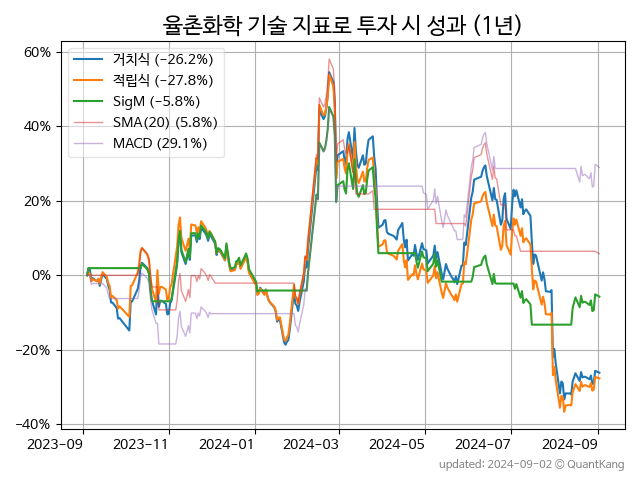 율촌화학 기술 지표로 투자 시 성과 (1년)
60%
40%
20%
0%
−20%
−40%
거치식 (−26.2%)
적립식 (−27.8%)
SigM (−5.8%)
SMA(20) (5.8%)
MACD (29.1%)
2023-09
2023-11
2024-01
2024-03
2024-05
2024-07
2024-09
updated: 2024-09-02 ⓒ QuantKang